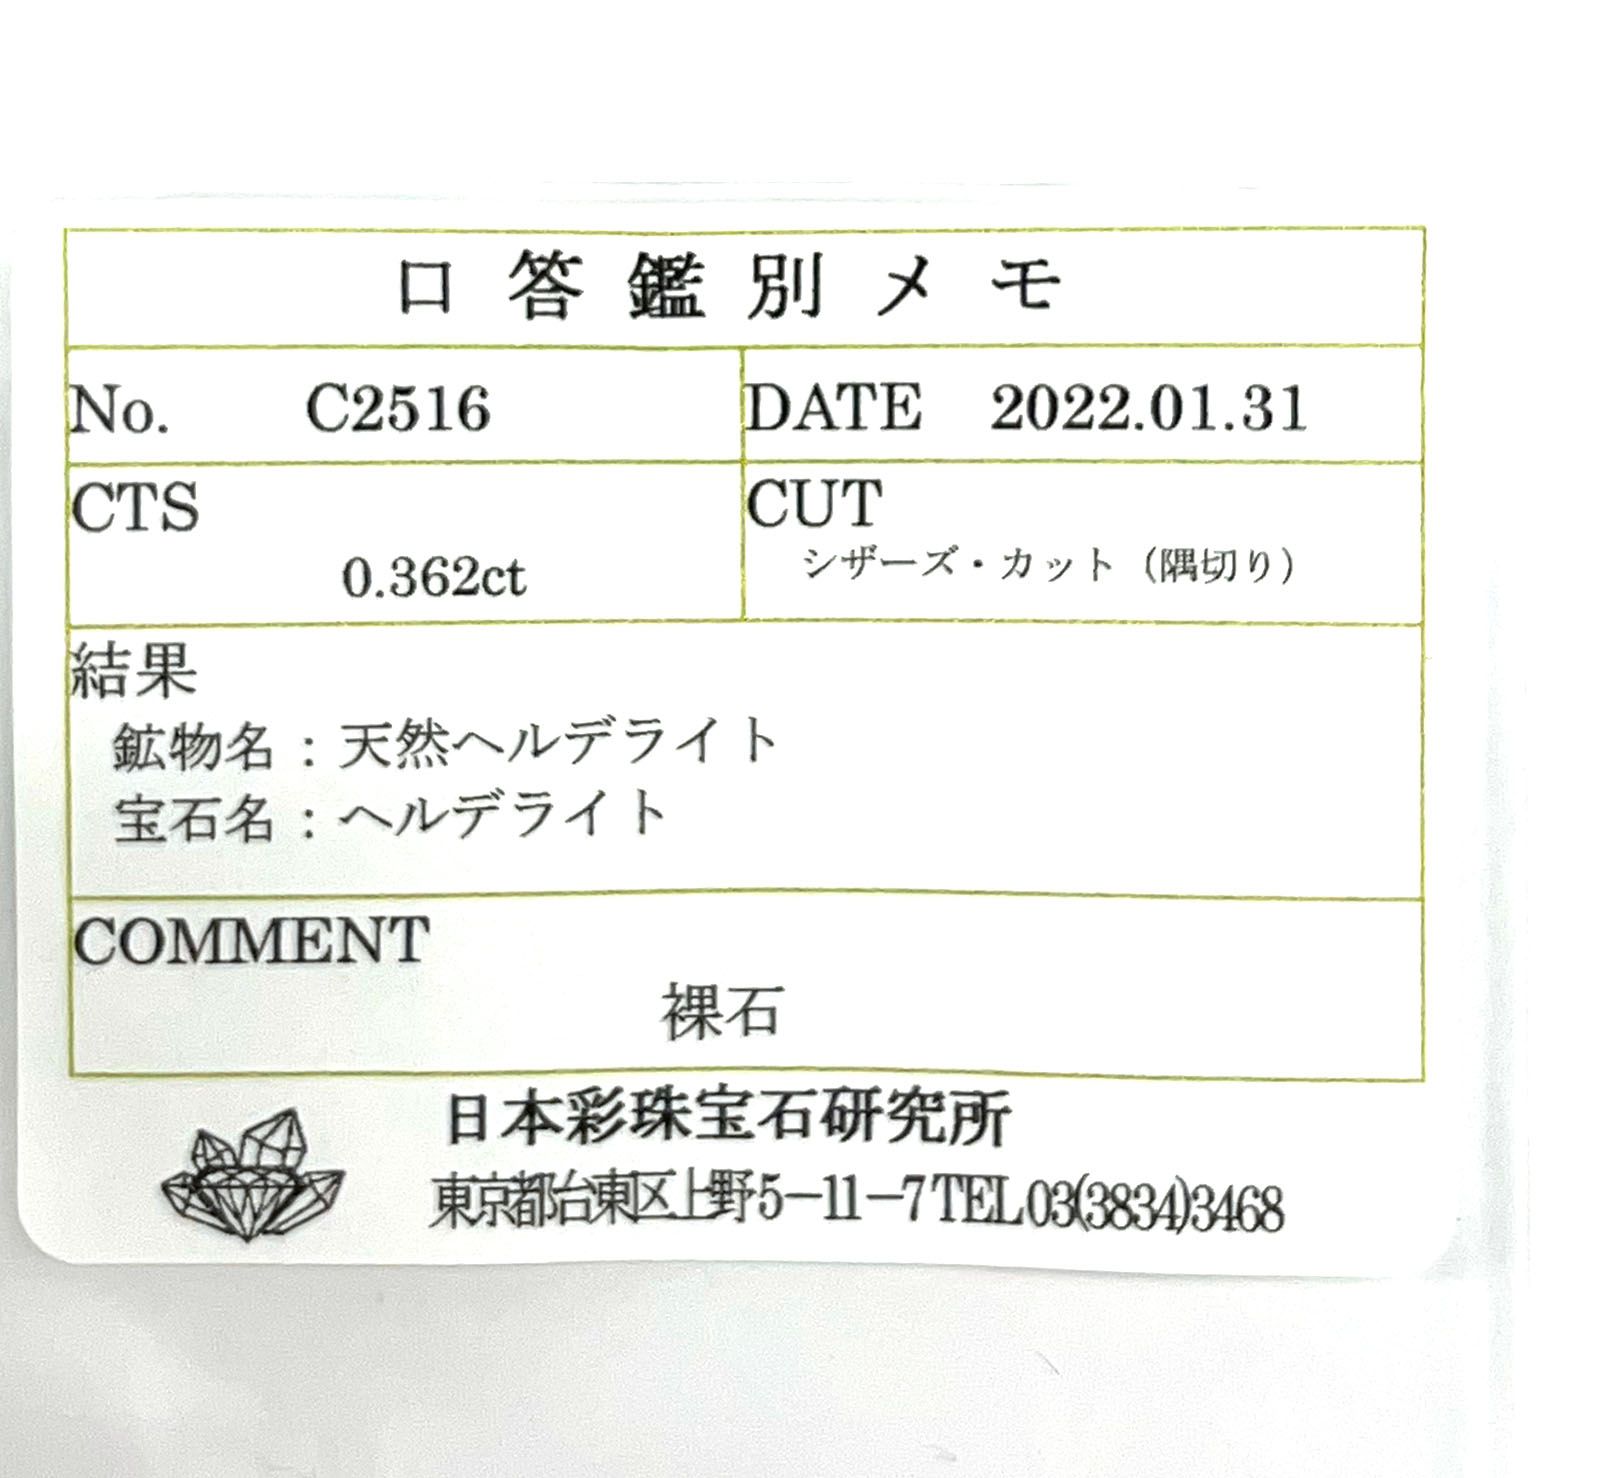 口答鑑別メモ
No. C2516
DATE 2022.01.31
CTS
0.362ct
CUT
シザーズ・カット（隅切り）
結果
鉱物名：天然ヘルデライト
宝石名：ヘルデライト
COMMENT
裸石
日本彩珠宝石研究所
東京都台東区上野5-11-7 TEL03(3834)3468